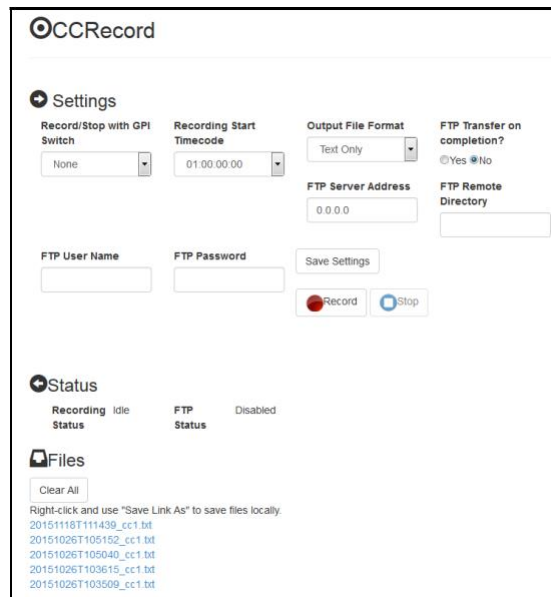 CCRecord
Settings
Record/Stop with GPI Switch
None
Recording Start Timecode
01:00:00:00
Output File Format
Text Only
FTP Transfer on completion?
Yes No
FTP Server Address
0.0.0.0
FTP Remote Directory
FTP User Name
FTP Password
Save Settings
Record
Stop
Status
Recording Status Idle
FTP Status Disabled
Files
Clear All
Right-click and use "Save Link As" to save files locally.
20151118T111439_cc1.txt
20151026T105152_cc1.txt
20151026T105040_cc1.txt
20151026T103615_cc1.txt
20151026T103509_cc1.txt